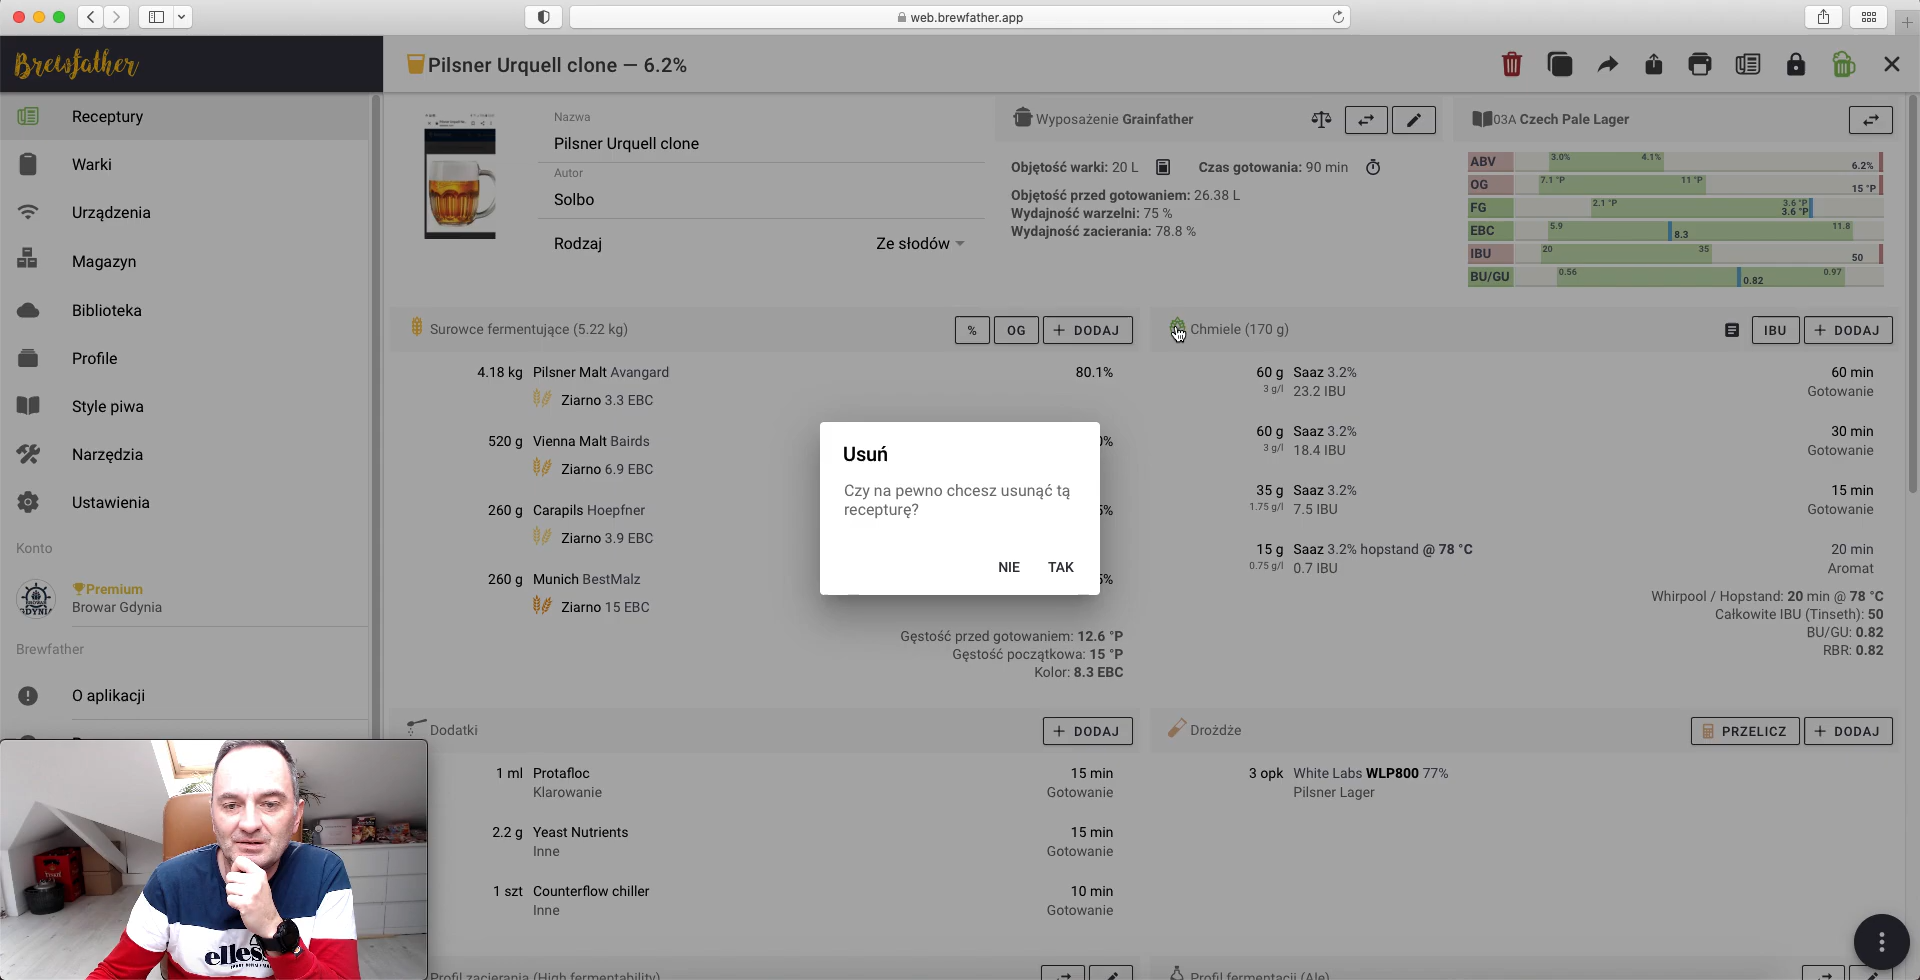 web.brewfather.app
Brewfather
Pilsner Urquell clone — 6.2%
Receptury
Warki
Urządzenia
Magazyn
Biblioteka
Profile
Style piwa
Narzędzia
Ustawienia
Konto
Premium
Browar Gdynia
Brewfather
O aplikacji
Nazwa
Pilsner Urquell clone
Autor
Solbo
Rodzaj
Ze słodów
Wyposażenie Grainfather
Objętość warki: 20 L
Czas gotowania: 90 min
Objętość przed gotowaniem: 26.38 L
Wydajność warzelni: 75 %
Wydajność zacierania: 78.8 %
03A Czech Pale Lager
ABV 3.0% 4.1% 6.2%
OG 7.1 °P 11 °P 15 °P
FG 2.1 °P 3.6 °P 3.6 °P
EBC 5.9 8.3 11.8
IBU 20 35 50
BU/GU 0.56 0.82 0.97
Surowce fermentujące (5.22 kg)
%
OG
+ DODAJ
4.18 kg Pilsner Malt Avangard 80.1%
Ziarno 3.3 EBC
520 g Vienna Malt Bairds 0%
Ziarno 6.9 EBC
260 g Carapils Hoepfner 5%
Ziarno 3.9 EBC
260 g Munich BestMalz 5%
Ziarno 15 EBC
Gęstość przed gotowaniem: 12.6 °P
Gęstość początkowa: 15 °P
Kolor: 8.3 EBC
Chmiele (170 g)
IBU
+ DODAJ
60 g Saaz 3.2% 60 min
3 g/l 23.2 IBU Gotowanie
60 g Saaz 3.2% 30 min
3 g/l 18.4 IBU Gotowanie
35 g Saaz 3.2% 15 min
1.75 g/l 7.5 IBU Gotowanie
15 g Saaz 3.2% hopstand @ 78 °C 20 min
0.75 g/l 0.7 IBU Aromat
Whirpool / Hopstand: 20 min @ 78 °C
Całkowite IBU (Tinseth): 50
BU/GU: 0.82
RBR: 0.82
Usuń
Czy na pewno chcesz usunąć tą
recepturę?
NIE
TAK
Dodatki
+ DODAJ
1 ml Protafloc 15 min
Klarowanie Gotowanie
2.2 g Yeast Nutrients 15 min
Inne Gotowanie
1 szt Counterflow chiller 10 min
Inne Gotowanie
Drożdże
PRZELICZ
+ DODAJ
3 opk White Labs WLP800 77%
Pilsner Lager
Profil zacierania (High fermentability)
Profil fermentacji (Ale)
ellesse